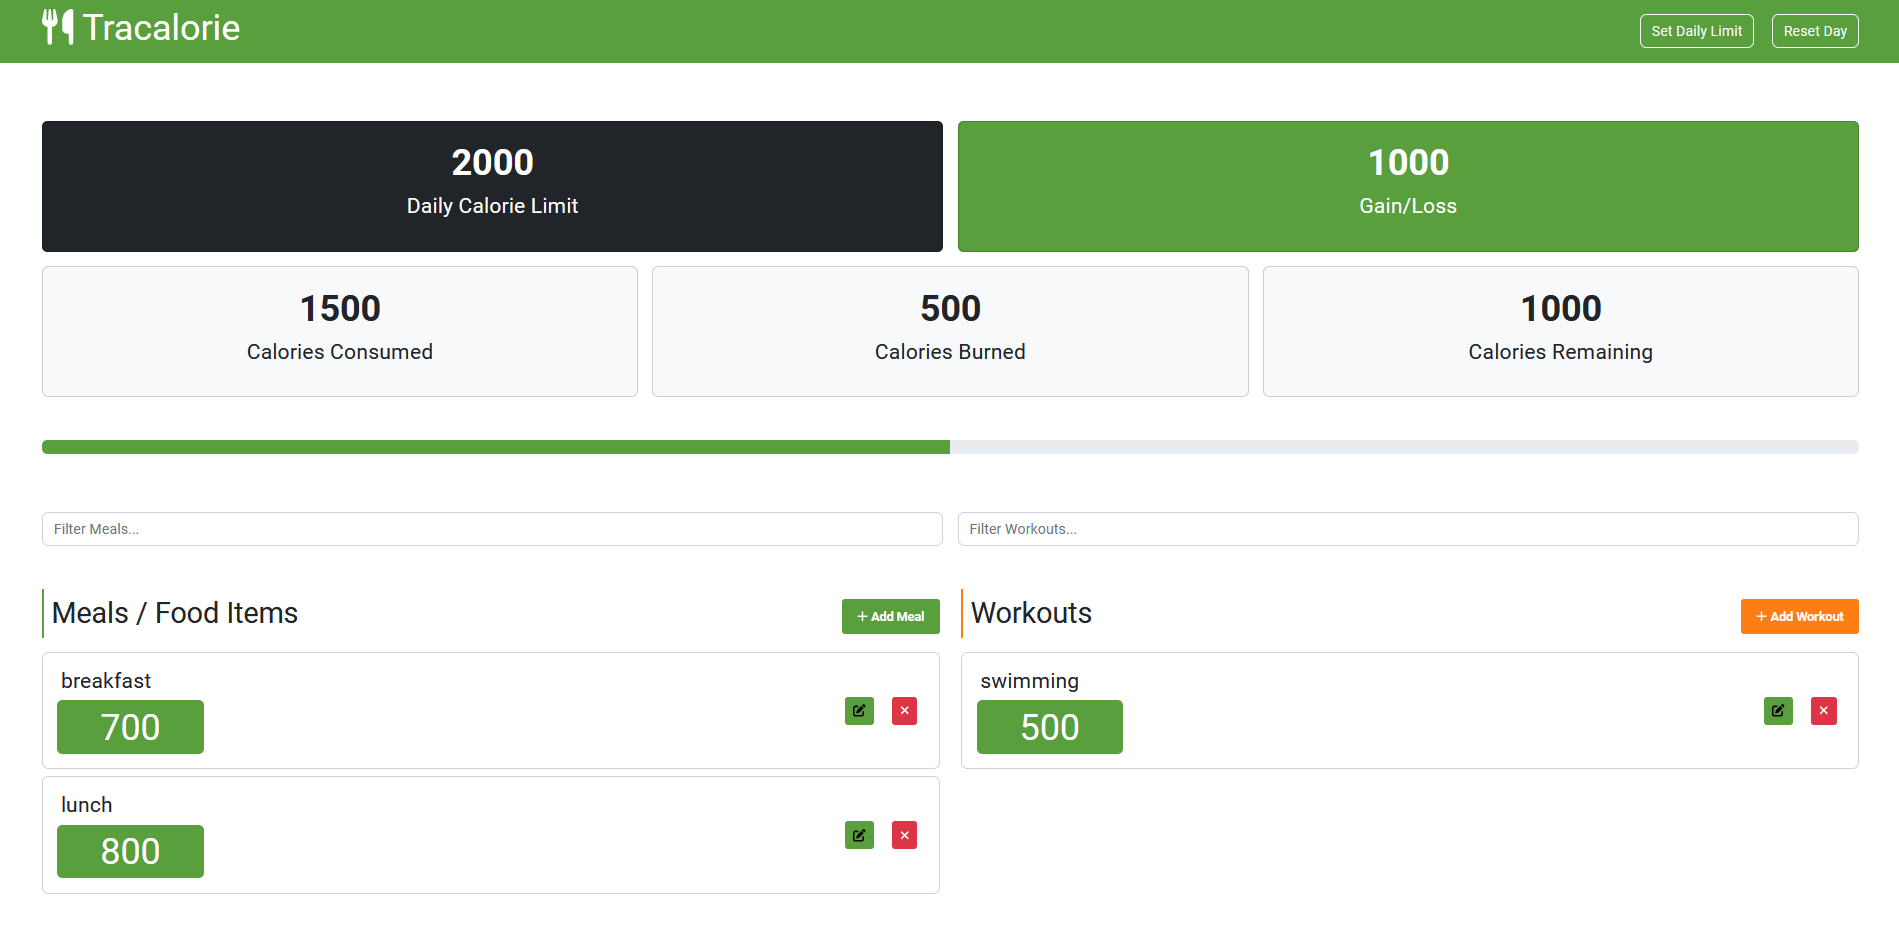 Tracalorie
Set Daily Limit
Reset Day
2000
Daily Calorie Limit
1000
Gain/Loss
1500
Calories Consumed
500
Calories Burned
1000
Calories Remaining
Filter Meals...
Filter Workouts...
Meals / Food Items
+ Add Meal
breakfast
700
lunch
800
Workouts
+ Add Workout
swimming
500